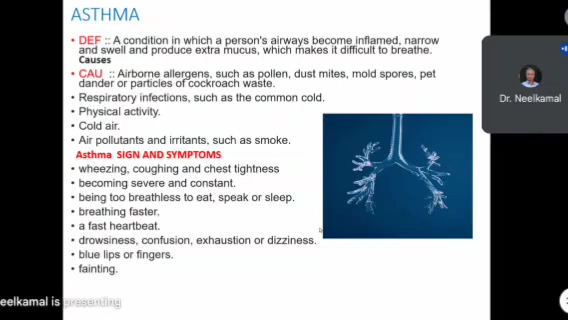 ASTHMA
• DEF :: A condition in which a person's airways become inflamed, narrow
and swell and produce extra mucus, which makes it difficult to breathe.
Causes
• CAU :: Airborne allergens, such as pollen, dust mites, mold spores, pet
dander or particles of cockroach waste.
• Respiratory infections, such as the common cold.
• Physical activity.
• Cold air.
• Air pollutants and irritants, such as smoke.
Asthma SIGN AND SYMPTOMS
• wheezing, coughing and chest tightness
• becoming severe and constant.
• being too breathless to eat, speak or sleep.
• breathing faster.
• a fast heartbeat.
• drowsiness, confusion, exhaustion or dizziness.
• blue lips or fingers.
• fainting.
Dr. Neelkamal
eelkamal is presenting